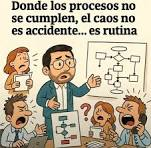 Donde los procesos no
se cumplen, el caos no
es accidente... es rutina
?